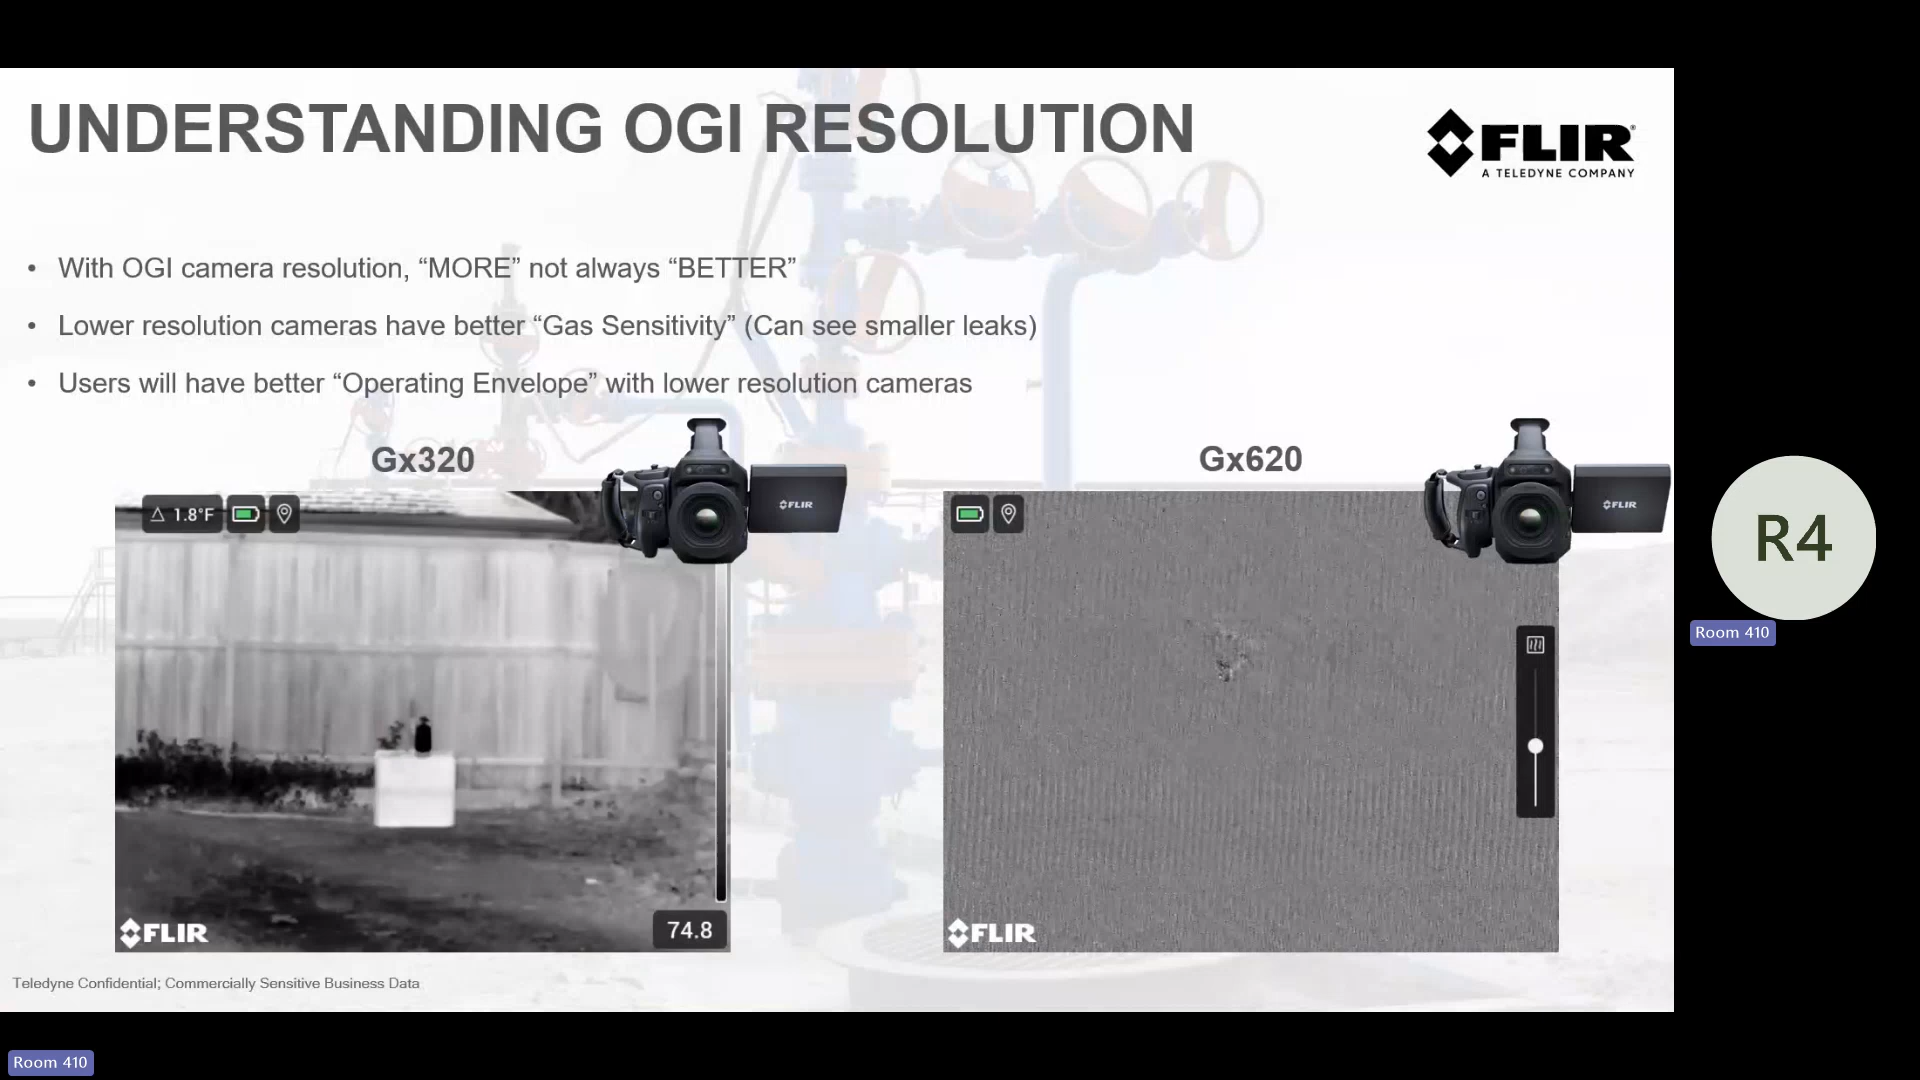 UNDERSTANDING OGI RESOLUTION
FLIR
A TELEDYNE COMPANY
• With OGI camera resolution, “MORE” not always “BETTER”
• Lower resolution cameras have better “Gas Sensitivity” (Can see smaller leaks)
• Users will have better “Operating Envelope” with lower resolution cameras
Gx320
Gx620
△ 1.8°F
FLIR
FLIR
R4
Room 410
FLIR
74.8
FLIR
Teledyne Confidential; Commercially Sensitive Business Data
Room 410